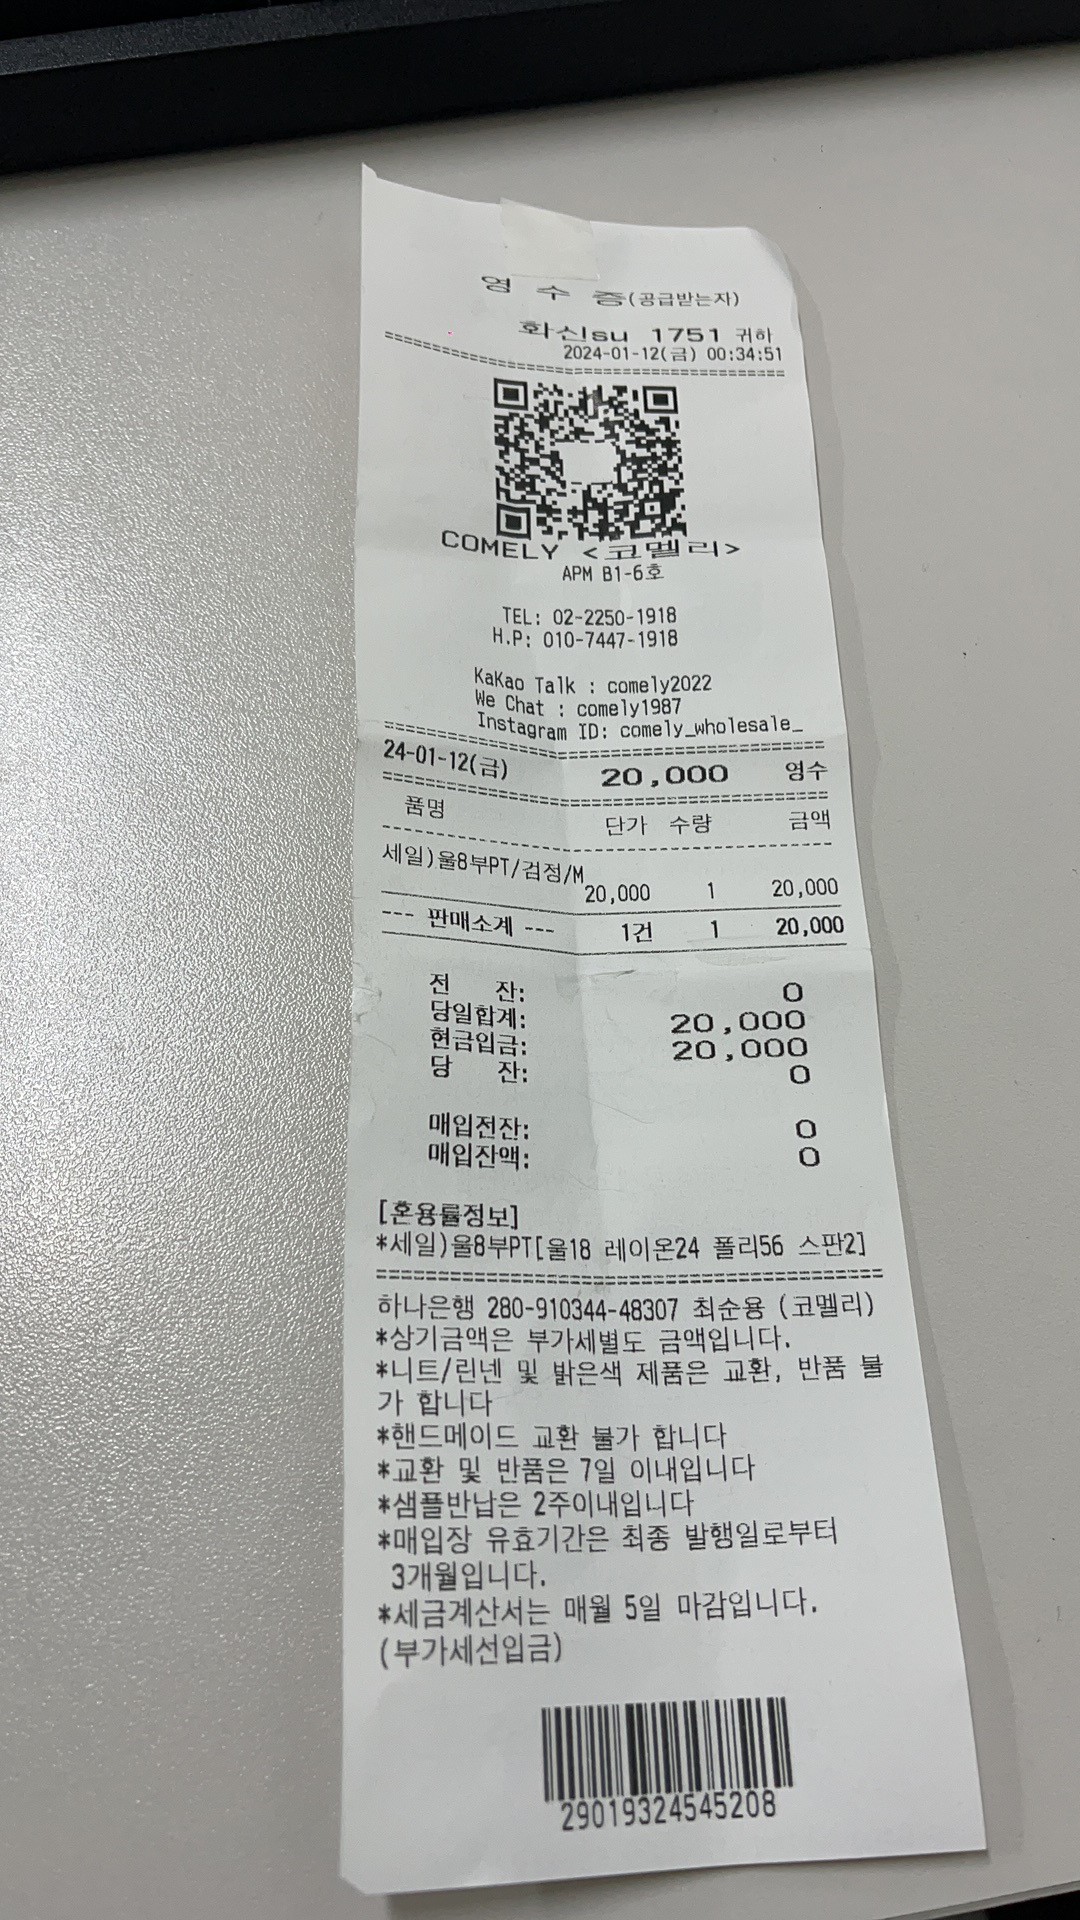 영 수 증(공급받는자)
화신su 1751 귀하
2024-01-12(금) 00:34:51
COMELY <코멜리>
APM B1-6호
TEL: 02-2250-1918
H.P: 010-7447-1918
KaKao Talk : comely2022
We Chat : comely1987
Instagram ID: comely_wholesale_
24-01-12(금) 20,000 영수
품명 단가 수량 금액
세일)울8부PT/검정/M
20,000 1 20,000
--- 판매소계 --- 1건 1 20,000
전 잔: 0
당일합계: 20,000
현금입금: 20,000
당 잔: 0
매입전잔: 0
매입잔액: 0
[혼용률정보]
*세일)울8부PT[울18 레이온24 폴리56 스판2]
하나은행 280-910344-48307 최순용 (코멜리)
*상기금액은 부가세별도 금액입니다.
*니트/린넨 및 밝은색 제품은 교환, 반품 불
가 합니다
*핸드메이드 교환 불가 합니다
*교환 및 반품은 7일 이내입니다
*샘플반납은 2주이내입니다
*매입장 유효기간은 최종 발행일로부터
3개월입니다.
*세금계산서는 매월 5일 마감입니다.
(부가세선입금)
29019324545208